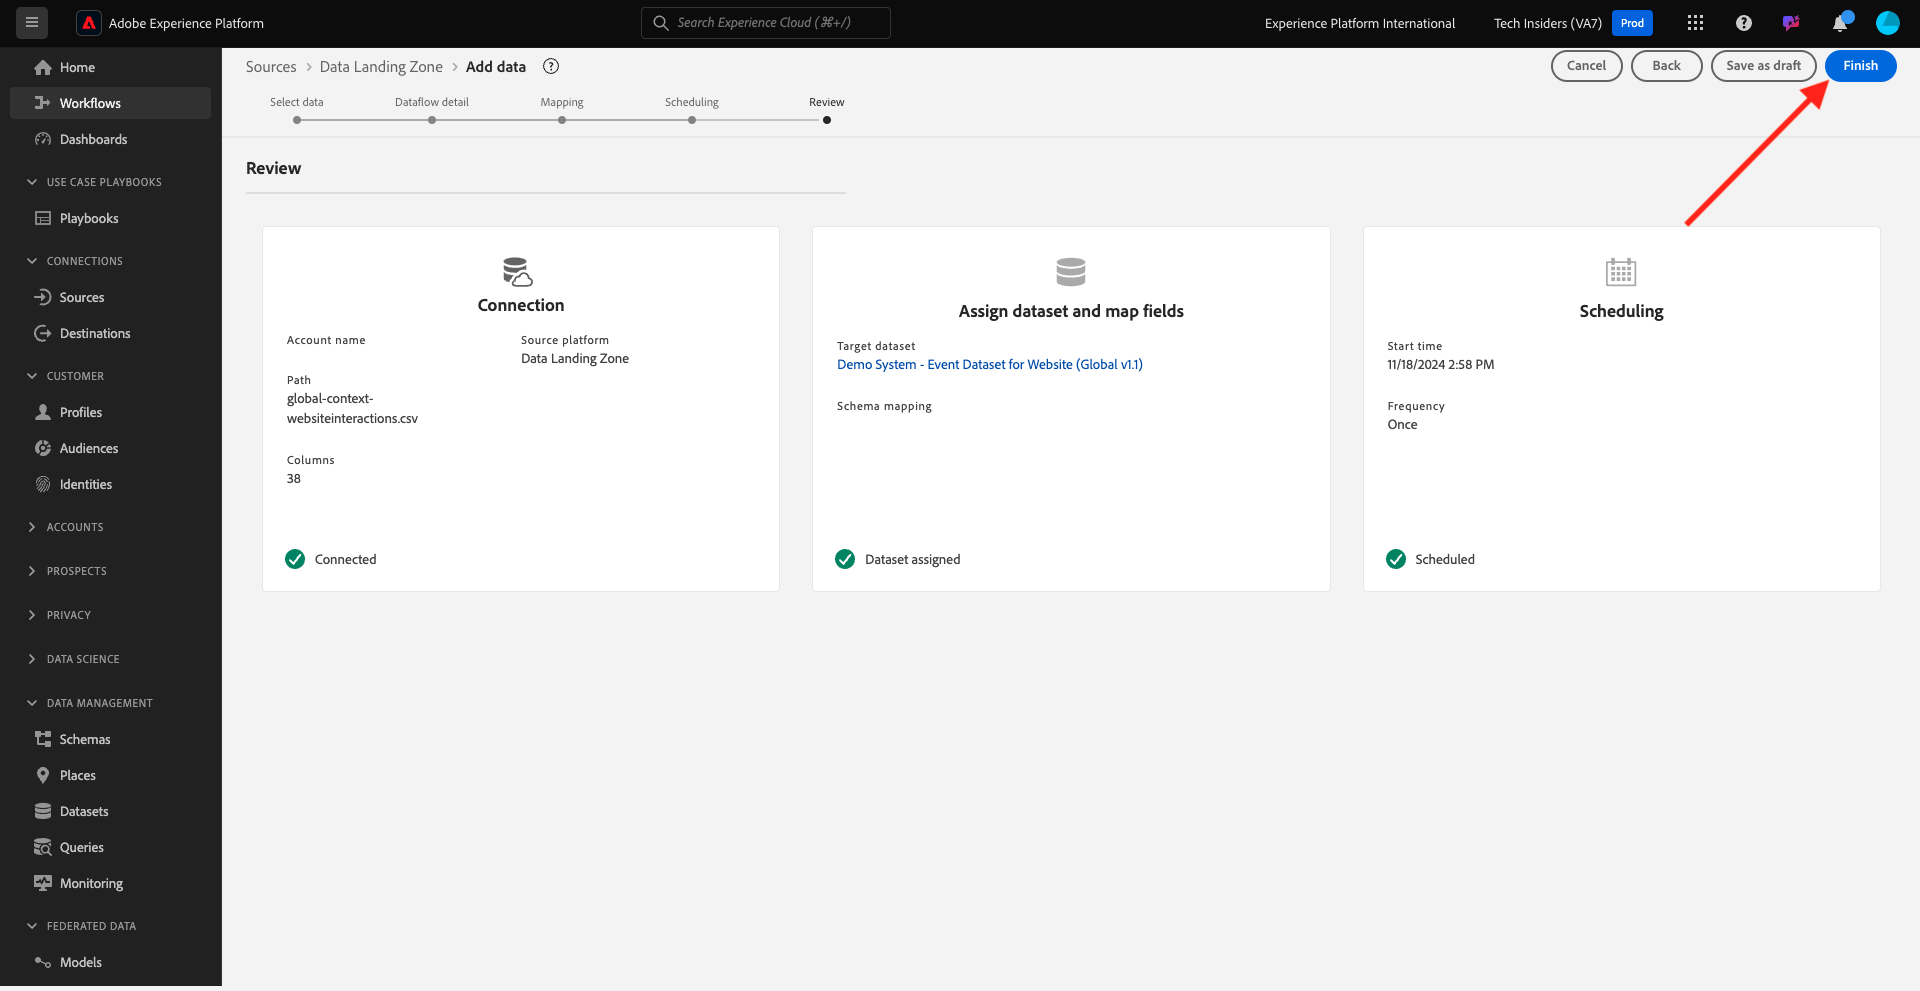 Adobe Experience Platform
Search Experience Cloud (⌘+/)
Experience Platform International
Tech Insiders (VA7)
Prod
Home
Workflows
Dashboards
USE CASE PLAYBOOKS
Playbooks
CONNECTIONS
Sources
Destinations
CUSTOMER
Profiles
Audiences
Identities
ACCOUNTS
PROSPECTS
PRIVACY
DATA SCIENCE
DATA MANAGEMENT
Schemas
Places
Datasets
Queries
Monitoring
FEDERATED DATA
Models
Sources > Data Landing Zone > Add data
Cancel
Back
Save as draft
Finish
Select data
Dataflow detail
Mapping
Scheduling
Review
Review
Connection
Account name
Source platform
Data Landing Zone
Path
global-context-
websiteinteractions.csv
Columns
38
Connected
Assign dataset and map fields
Target dataset
Demo System - Event Dataset for Website (Global v1.1)
Schema mapping
Dataset assigned
Scheduling
Start time
11/18/2024 2:58 PM
Frequency
Once
Scheduled